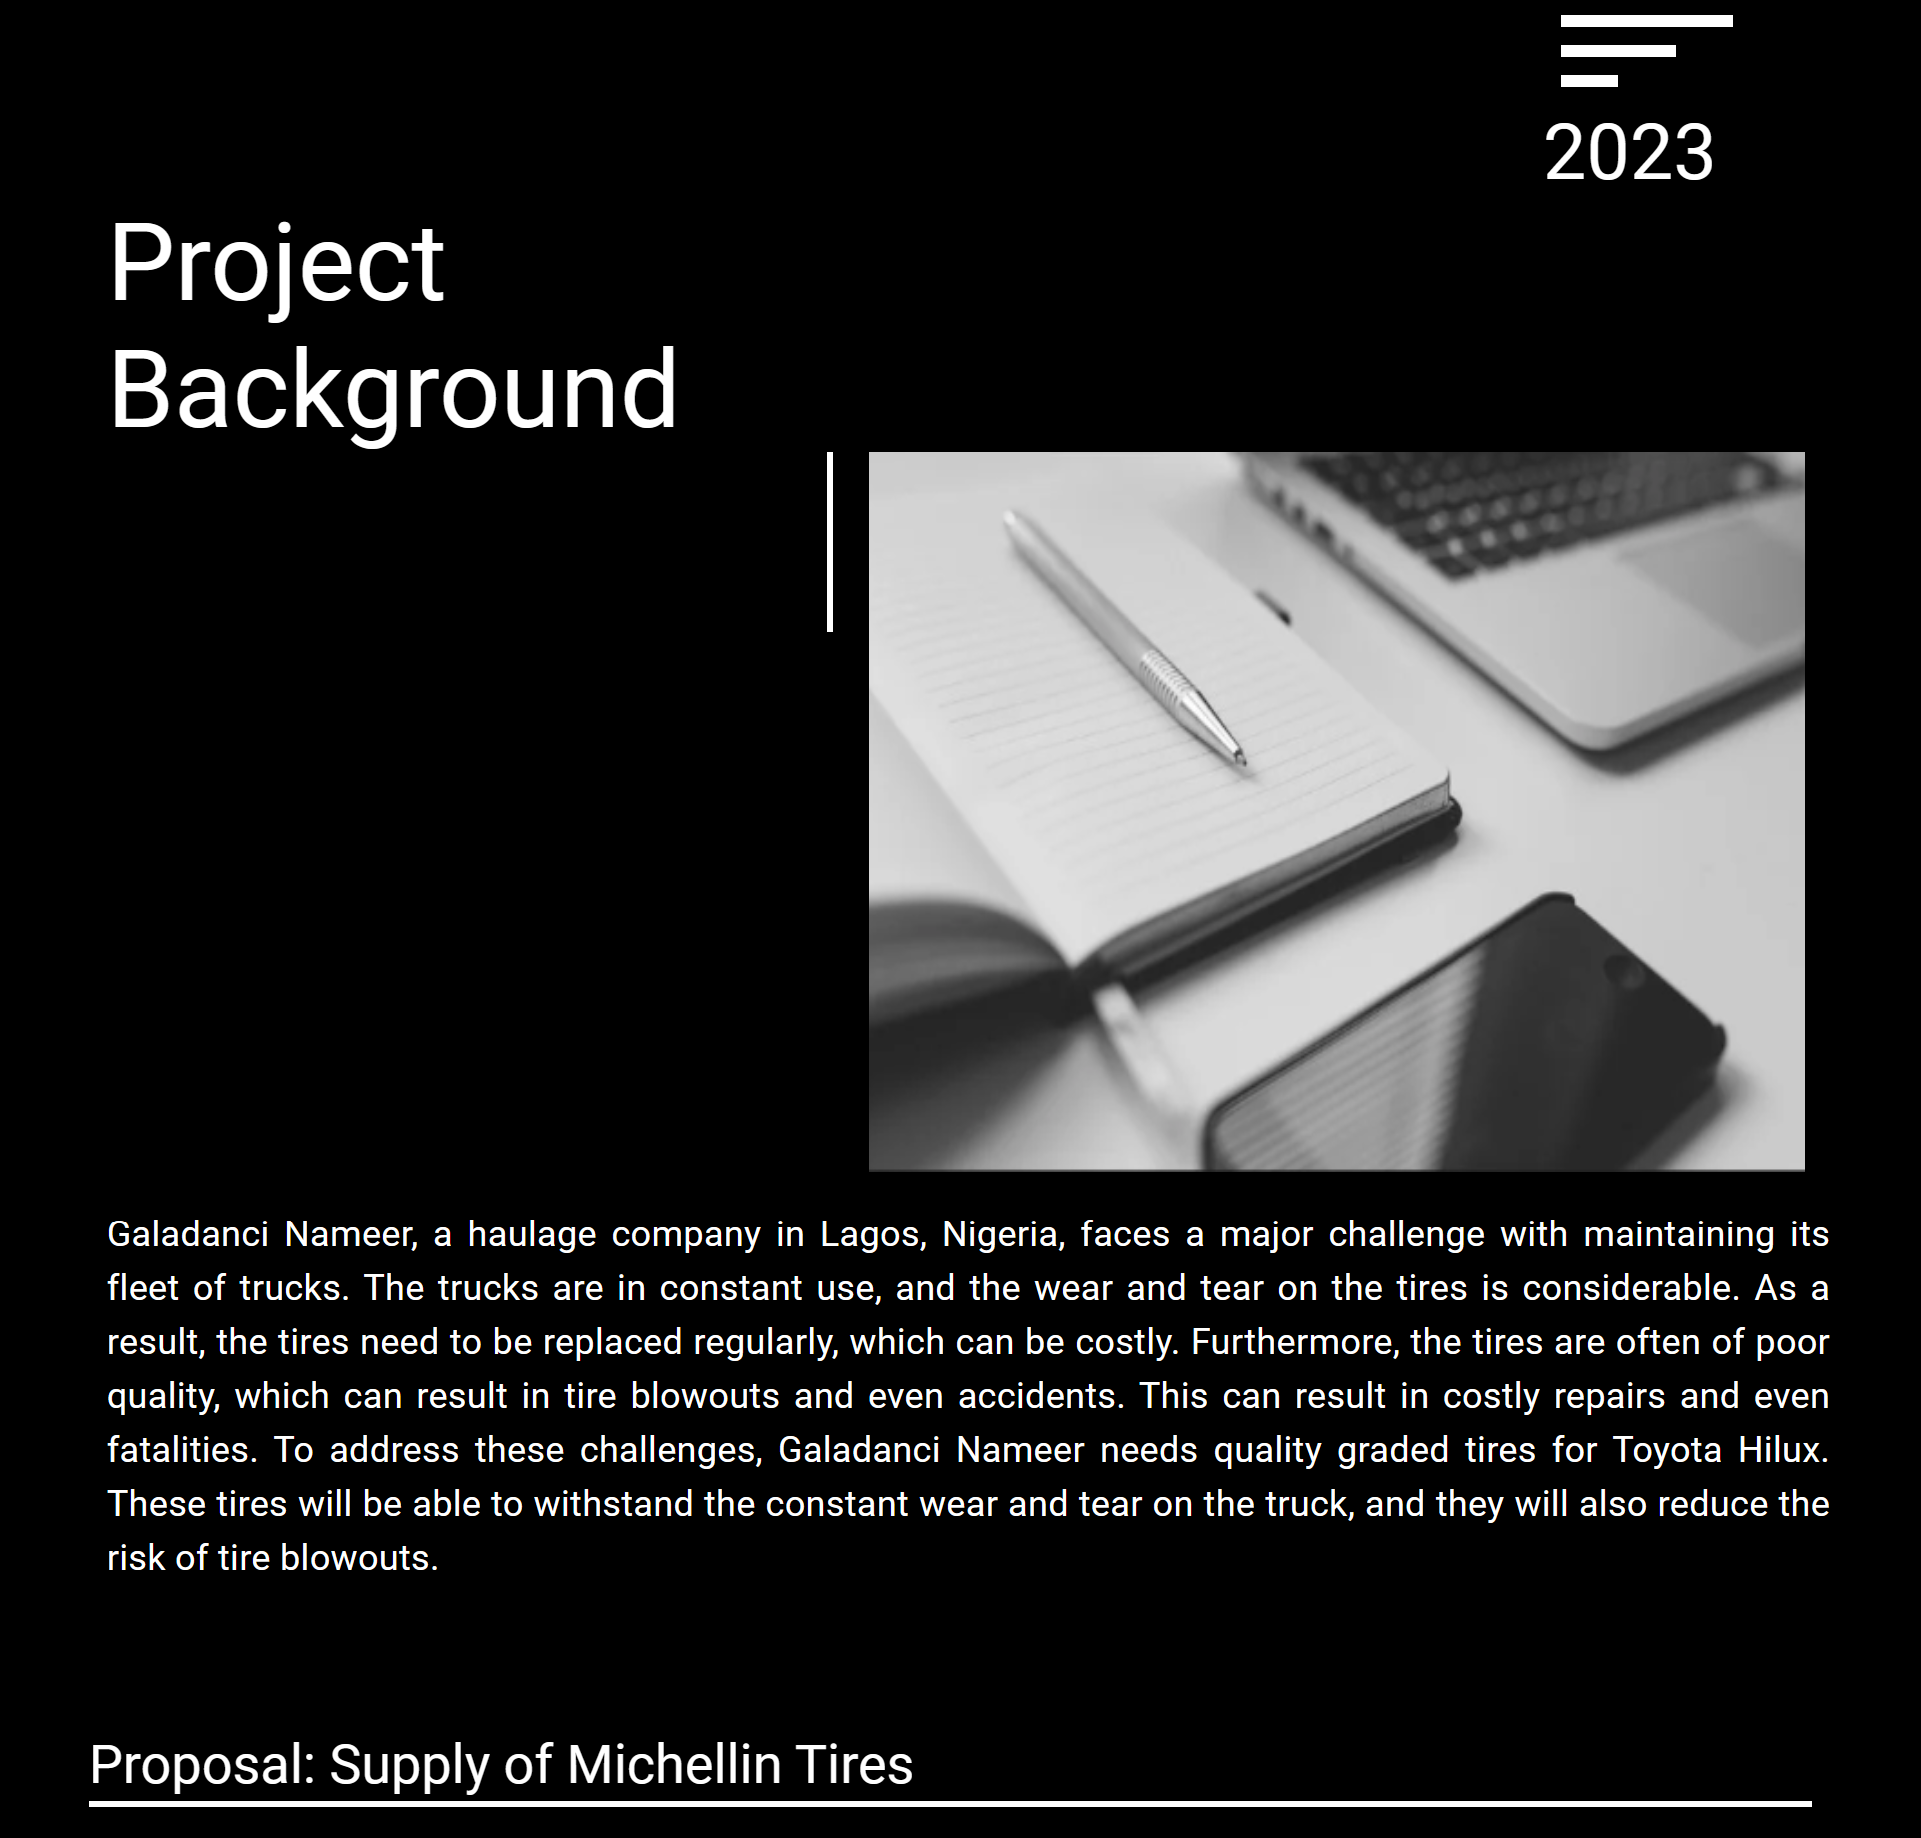 2023
Project
Background
Galadanci Nameer, a haulage company in Lagos, Nigeria, faces a major challenge with maintaining its
fleet of trucks. The trucks are in constant use, and the wear and tear on the tires is considerable. As a
result, the tires need to be replaced regularly, which can be costly. Furthermore, the tires are often of poor
quality, which can result in tire blowouts and even accidents. This can result in costly repairs and even
fatalities. To address these challenges, Galadanci Nameer needs quality graded tires for Toyota Hilux.
These tires will be able to withstand the constant wear and tear on the truck, and they will also reduce the
risk of tire blowouts.
Proposal: Supply of Michellin Tires